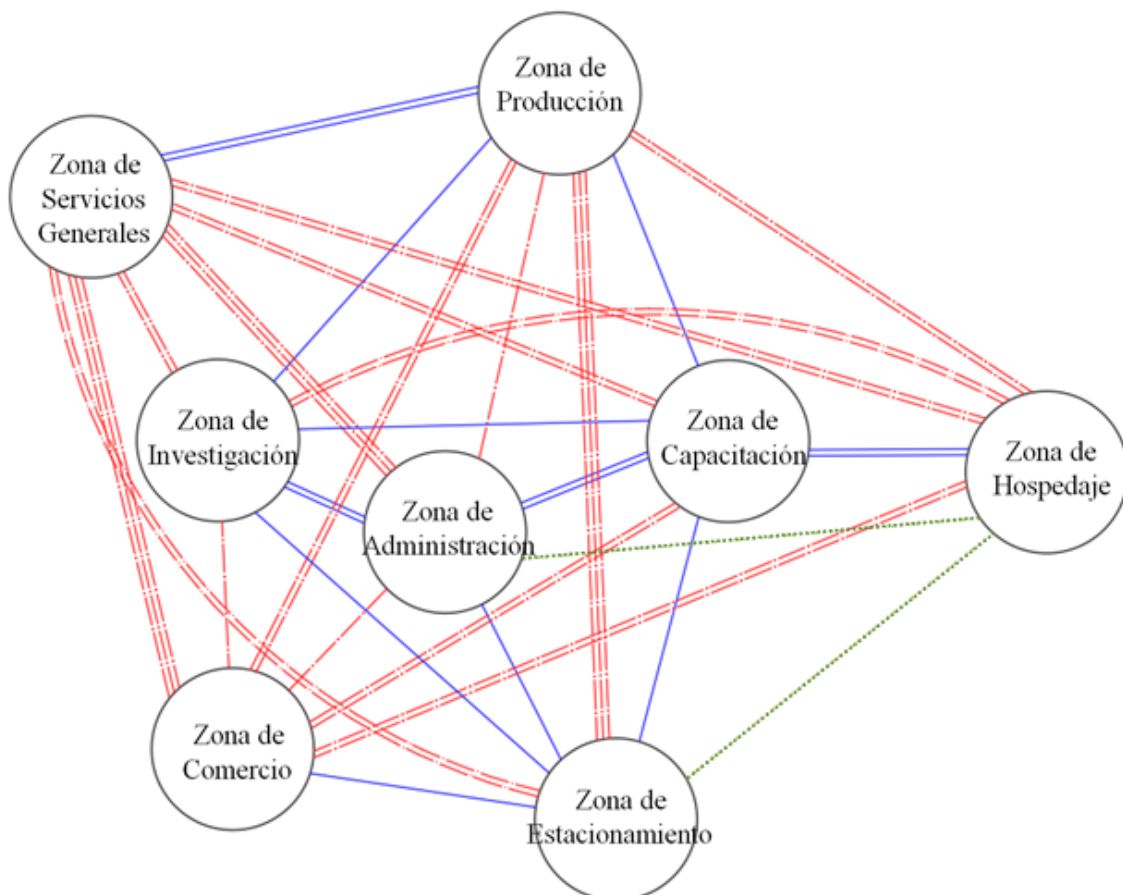 Zona de
Producción
Zona de
Servicios
Generales
Zona de
Investigación
Zona de
Capacitación
Zona de
Hospedaje
Zona de
Administración
Zona de
Comercio
Zona de
Estacionamiento